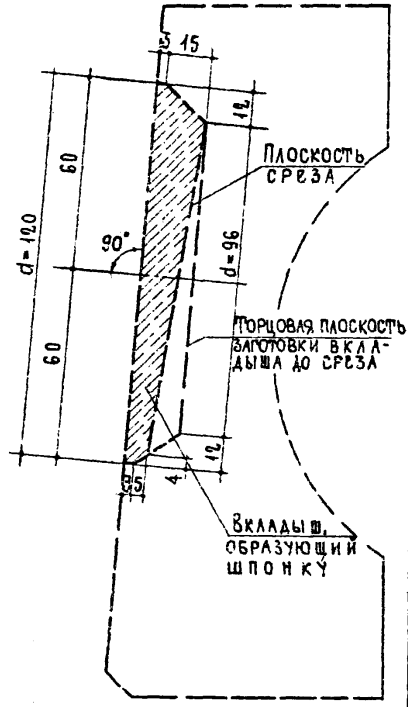 5 15
12
60
ПЛОСКОСТЬ
СРЕЗА
90°
d=120
d=96
ТОРЦОВАЯ ПЛОСКОСТЬ
ЗАГОТОВКИ ВКЛА-
ДЫША ДО СРЕЗА
60
12
5
4
ВКЛАДЫШ,
ОБРАЗУЮЩИЙ
ШПОНКУ